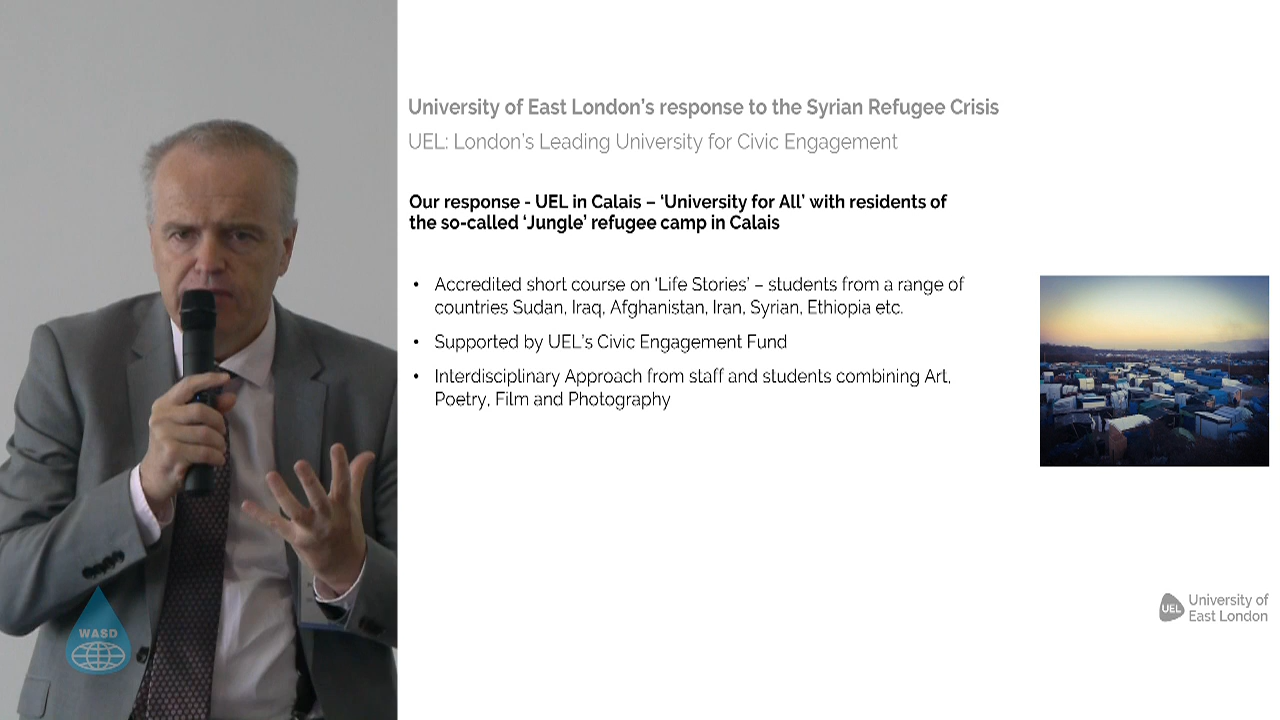 University of East London's response to the Syrian Refugee Crisis
UEL: London's Leading University for Civic Engagement
Our response - UEL in Calais – ‘University for All’ with residents of
the so-called ‘Jungle’ refugee camp in Calais
• Accredited short course on ‘Life Stories’ – students from a range of
countries Sudan, Iraq, Afghanistan, Iran, Syrian, Ethiopia etc.
• Supported by UEL’s Civic Engagement Fund
• Interdisciplinary Approach from staff and students combining Art,
Poetry, Film and Photography
WASD
UEL
University of
East London